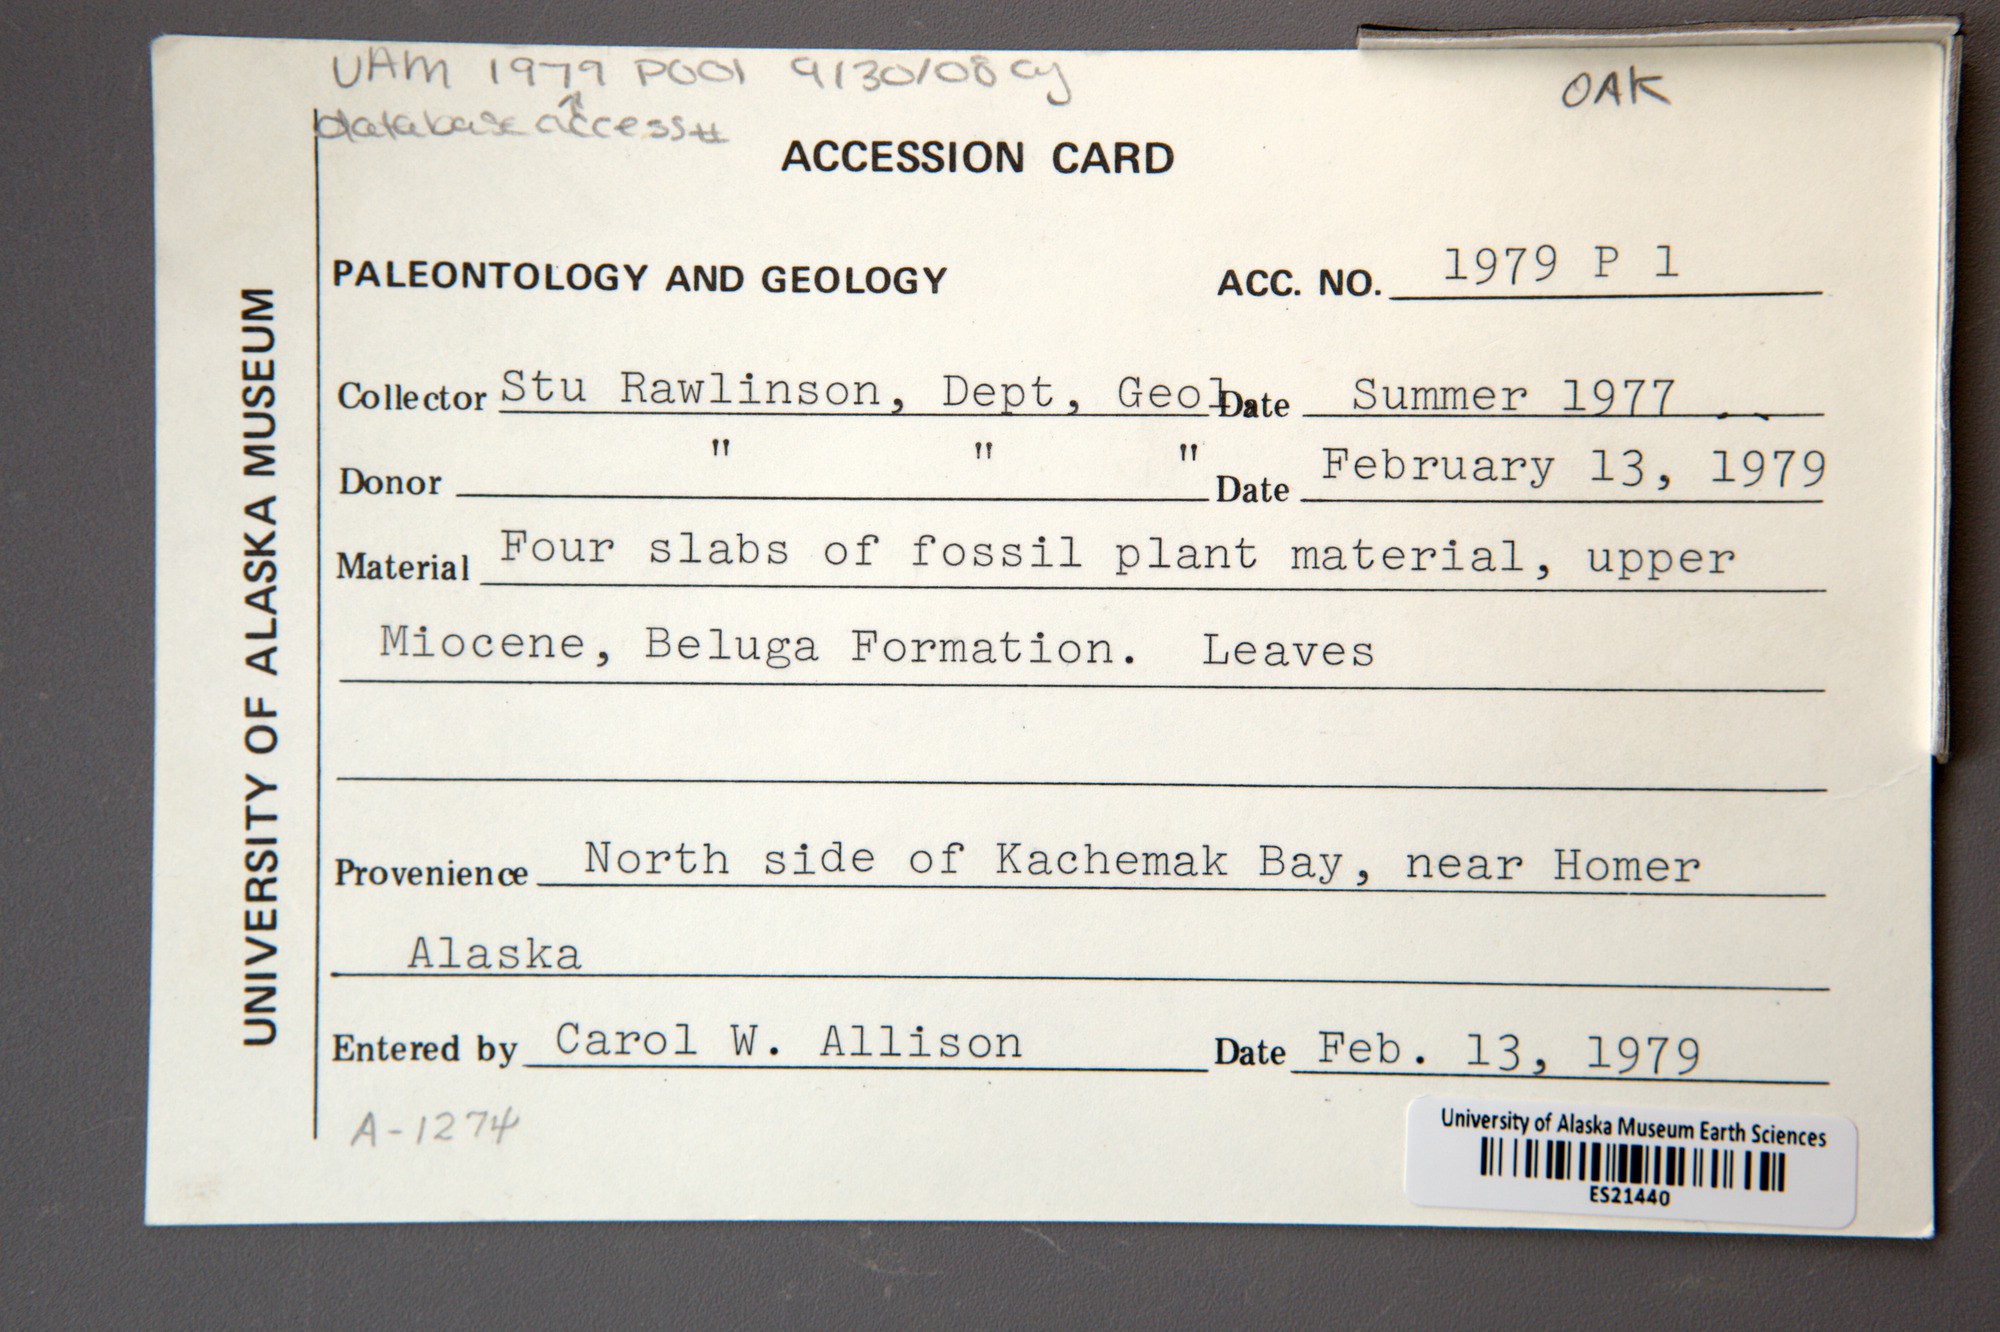 UAM 1979 P001 9/30/08 cy
OAK
database access#
ACCESSION CARD
PALEONTOLOGY AND GEOLOGY ACC. NO. 1979 P 1
Collector Stu Rawlinson, Dept, Geol Date Summer 1977
Donor " " " Date February 13, 1979
Material Four slabs of fossil plant material, upper
Miocene, Beluga Formation. Leaves
Provenience North side of Kachemak Bay, near Homer
Alaska
Entered by Carol W. Allison Date Feb. 13, 1979
A-1274
UNIVERSITY OF ALASKA MUSEUM
University of Alaska Museum Earth Sciences
ES21440